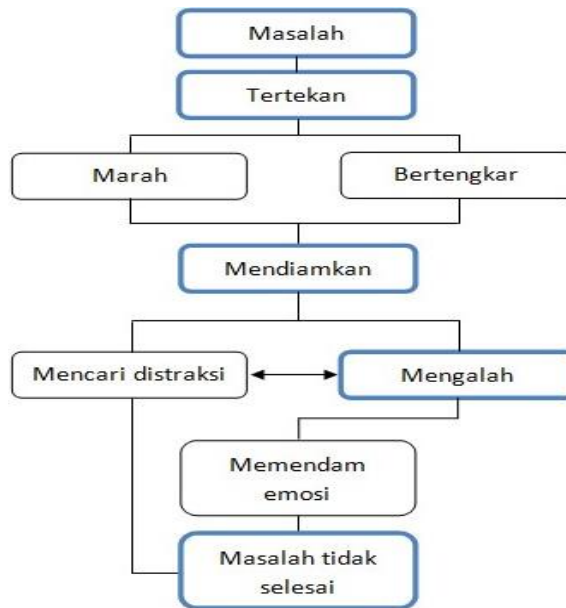 Masalah
Tertekan
Marah
Bertengkar
Mendiamkan
Mencari distraksi
Mengalah
Memendam
emosi
Masalah tidak
selesai